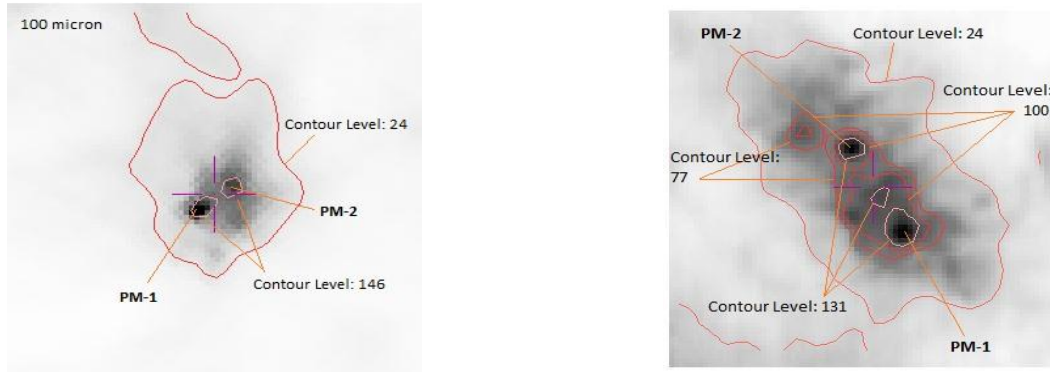 100 micron
Contour Level: 24
PM-2
PM-1
Contour Level: 146
PM-2
Contour Level: 24
Contour Level:
100
Contour Level:
77
Contour Level: 131
PM-1